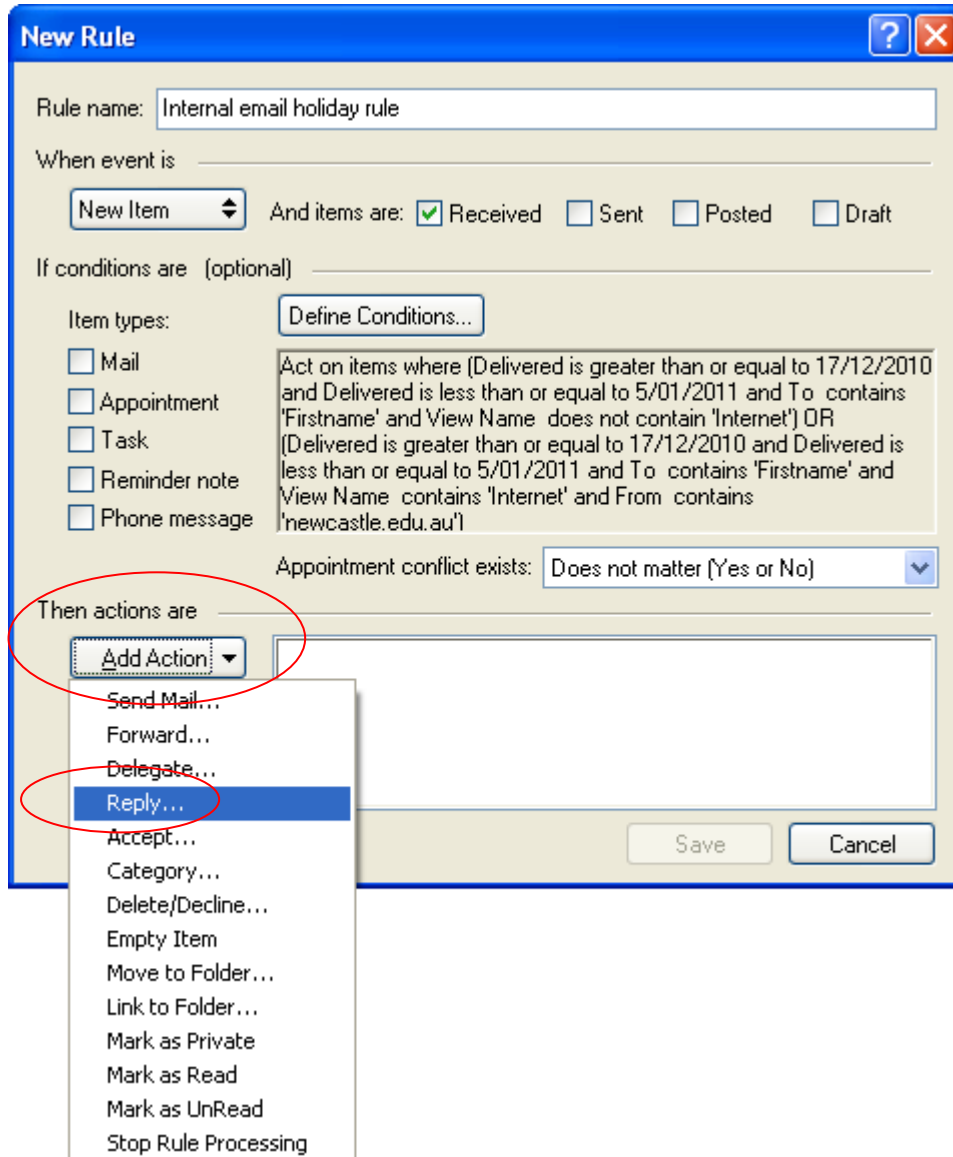 New Rule
Rule name: Internal email holiday rule
When event is
New Item And items are: Received Sent Posted Draft
If conditions are (optional)
Item types: Define Conditions...
Mail
Appointment
Task
Reminder note
Phone message
Act on items where (Delivered is greater than or equal to 17/12/2010
and Delivered is less than or equal to 5/01/2011 and To contains
'Firstname' and View Name does not contain 'Internet') OR
(Delivered is greater than or equal to 17/12/2010 and Delivered is
less than or equal to 5/01/2011 and To contains 'Firstname' and
View Name contains 'Internet' and From contains
'newcastle.edu.au')
Appointment conflict exists: Does not matter (Yes or No)
Then actions are
Add Action
Send Mail...
Forward...
Delegate...
Reply...
Accept...
Category...
Delete/Decline...
Empty Item
Move to Folder...
Link to Folder...
Mark as Private
Mark as Read
Mark as UnRead
Stop Rule Processing
Save Cancel